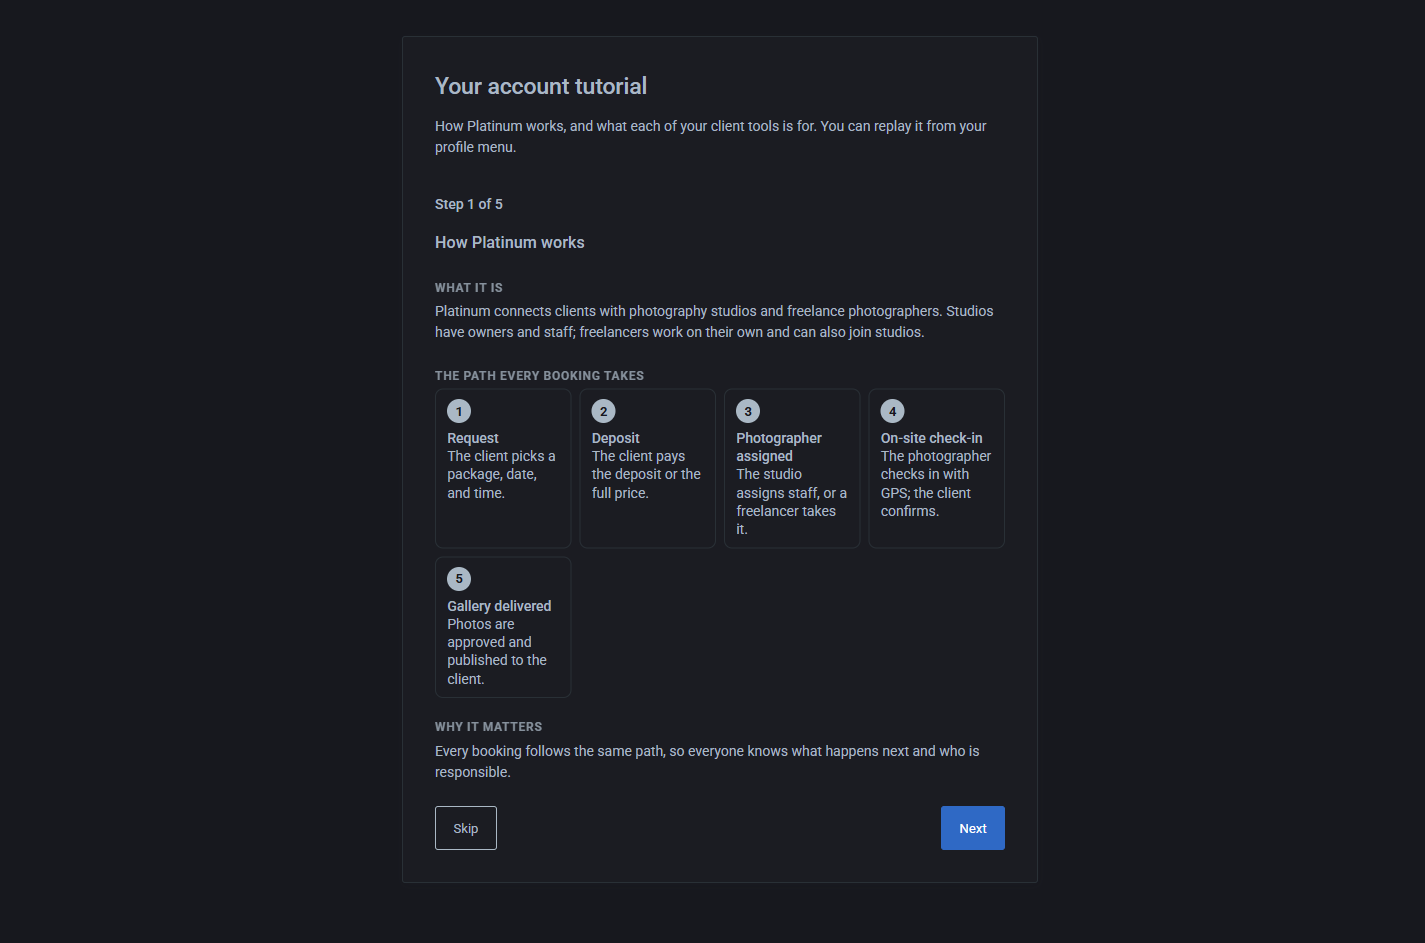 Your account tutorial
How Platinum works, and what each of your client tools is for. You can replay it from your
profile menu.
Step 1 of 5
How Platinum works
WHAT IT IS
Platinum connects clients with photography studios and freelance photographers. Studios
have owners and staff; freelancers work on their own and can also join studios.
THE PATH EVERY BOOKING TAKES
1
Request
The client picks a
package, date,
and time.
2
Deposit
The client pays
the deposit or the
full price.
3
Photographer
assigned
The studio
assigns staff, or a
freelancer takes
it.
4
On-site check-in
The photographer
checks in with
GPS; the client
confirms.
5
Gallery delivered
Photos are
approved and
published to the
client.
WHY IT MATTERS
Every booking follows the same path, so everyone knows what happens next and who is
responsible.
Skip
Next